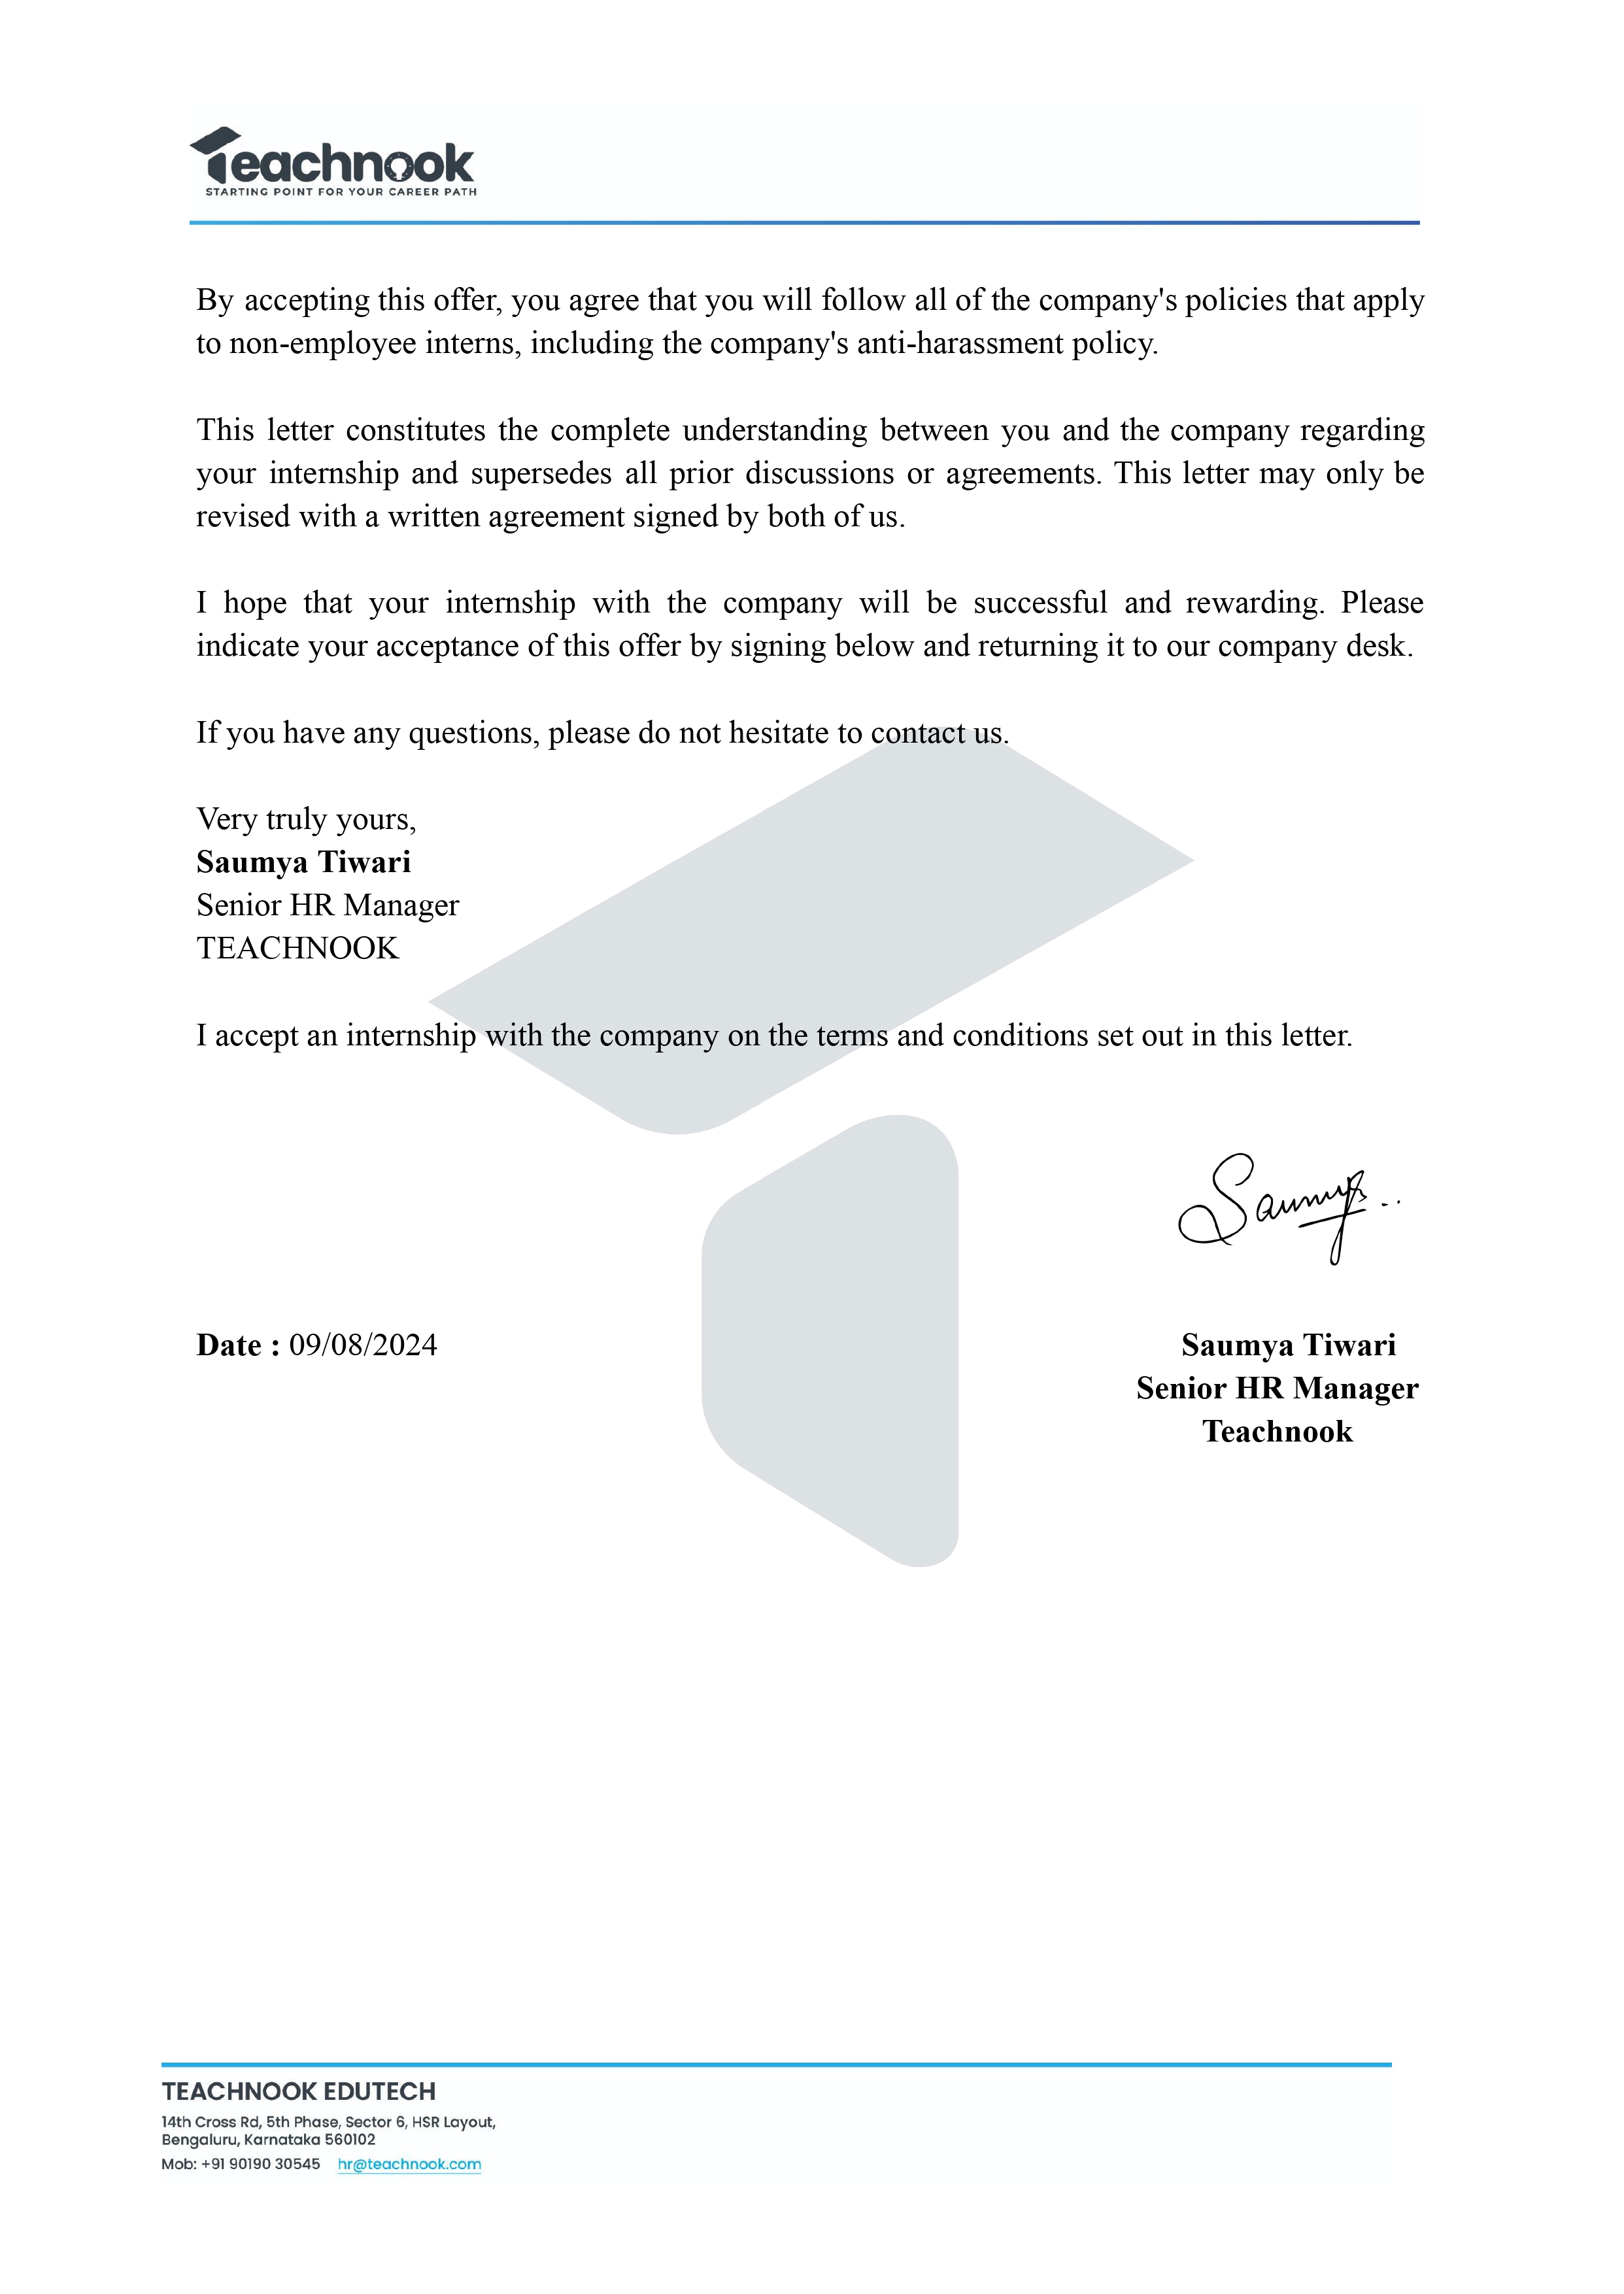 Teachnook
STARTING POINT FOR YOUR CAREER PATH
By accepting this offer, you agree that you will follow all of the company's policies that apply
to non-employee interns, including the company's anti-harassment policy.
This letter constitutes the complete understanding between you and the company regarding
your internship and supersedes all prior discussions or agreements. This letter may only be
revised with a written agreement signed by both of us.
I hope that your internship with the company will be successful and rewarding. Please
indicate your acceptance of this offer by signing below and returning it to our company desk.
If you have any questions, please do not hesitate to contact us.
Very truly yours,
Saumya Tiwari
Senior HR Manager
TEACHNOOK
I accept an internship with the company on the terms and conditions set out in this letter.
Saumya..
Date : 09/08/2024
Saumya Tiwari
Senior HR Manager
Teachnook
TEACHNOOK EDUTECH
14th Cross Rd, 5th Phase, Sector 6, HSR Layout,
Bengaluru, Karnataka 560102
Mob: +91 90190 30545 hr@teachnook.com